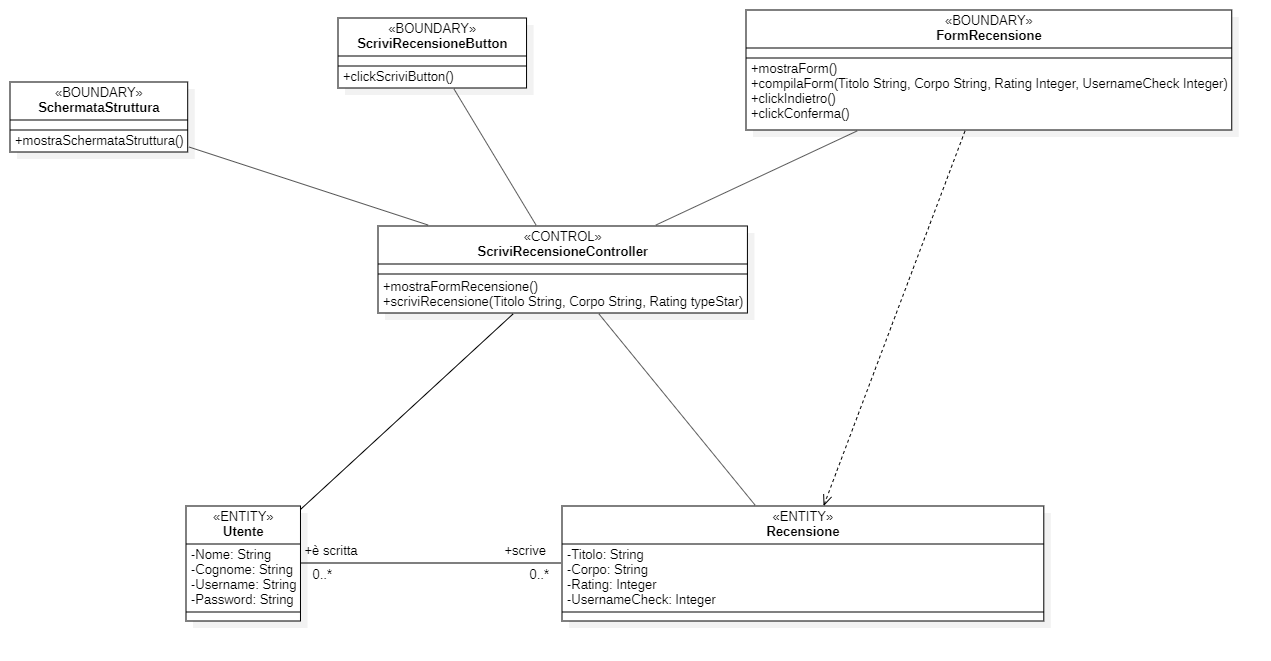 «BOUNDARY»
ScriviRecensioneButton
+clickScriviButton()
«BOUNDARY»
FormRecensione
+mostraForm()
+compilaForm(Titolo String, Corpo String, Rating Integer, UsernameCheck Integer)
+clickIndietro()
+clickConferma()
«BOUNDARY»
SchermataStruttura
+mostraSchermataStruttura()
«CONTROL»
ScriviRecensioneController
+mostraFormRecensione()
+scriviRecensione(Titolo String, Corpo String, Rating typeStar)
«ENTITY»
Utente
-Nome: String
-Cognome: String
-Username: String
-Password: String
+è scritta
0..*
+scrive
0..*
«ENTITY»
Recensione
-Titolo: String
-Corpo: String
-Rating: Integer
-UsernameCheck: Integer